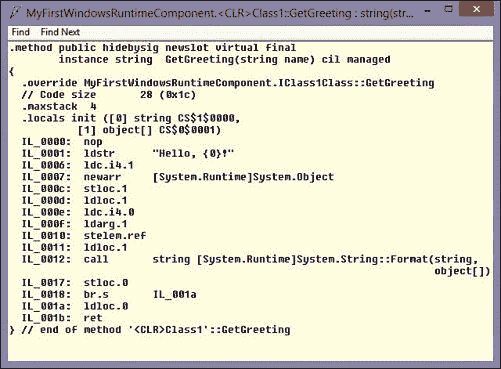 MyFirstWindowsRuntimeComponent.<CLR>Class1::GetGreeting : string(str...
Find Find Next
.method public hidebysig newslot virtual final
instance string GetGreeting(string name) cil managed
{
.override MyFirstWindowsRuntimeComponent.IClass1Class::GetGreeting
// Code size 28 (0x1c)
.maxstack 4
.locals init ([0] string CS$1$0000,
[1] object[] CS$0$0001)
IL_0000: nop
IL_0001: ldstr "Hello, {0}!"
IL_0006: ldc.i4.1
IL_0007: newarr [System.Runtime]System.Object
IL_000c: stloc.1
IL_000d: ldloc.1
IL_000e: ldc.i4.0
IL_000f: ldarg.1
IL_0010: stelem.ref
IL_0011: ldloc.1
IL_0012: call string [System.Runtime]System.String::Format(string,
object[])
IL_0017: stloc.0
IL_0018: br.s IL_001a
IL_001a: ldloc.0
IL_001b: ret
} // end of method '<CLR>Class1'::GetGreeting